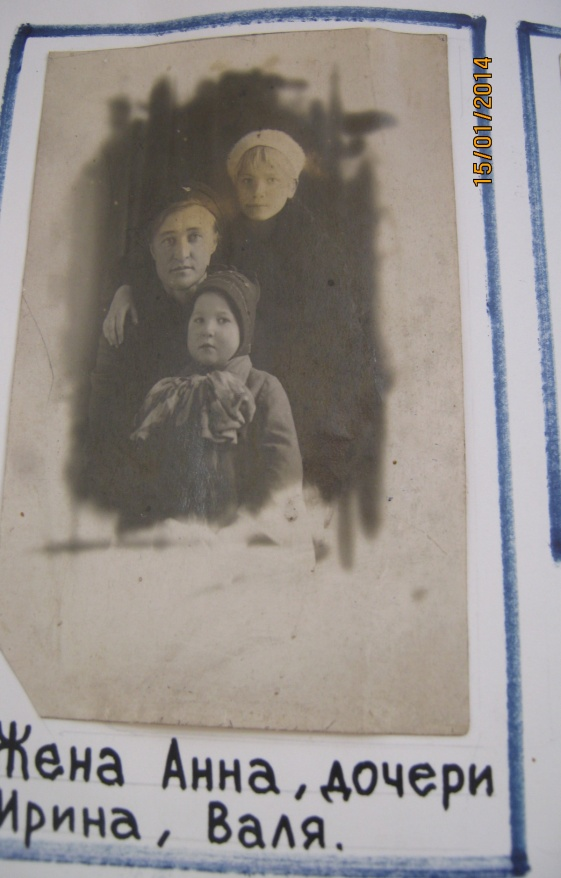 15/01/2014
Жена Анна, дочери
Ирина, Валя.